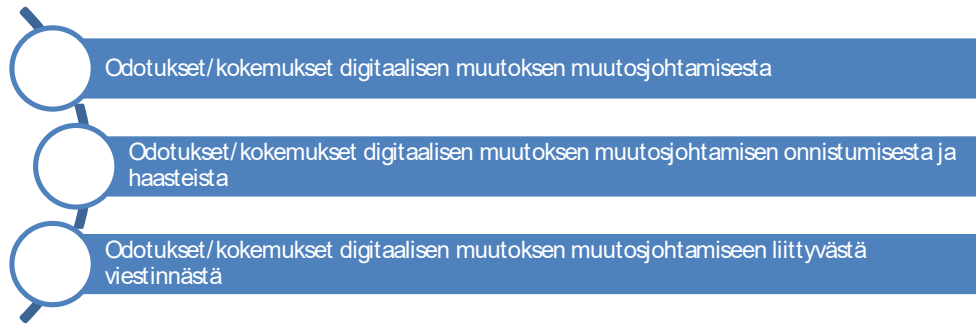 Odotukset/kokemukset digitaalisen muutoksen muutosjohtamisesta
Odotukset/kokemukset digitaalisen muutoksen muutosjohtamisen onnistumisesta ja
haasteista
Odotukset/kokemukset digitaalisen muutoksen muutosjohtamiseen liittyvästä
viestinnästä